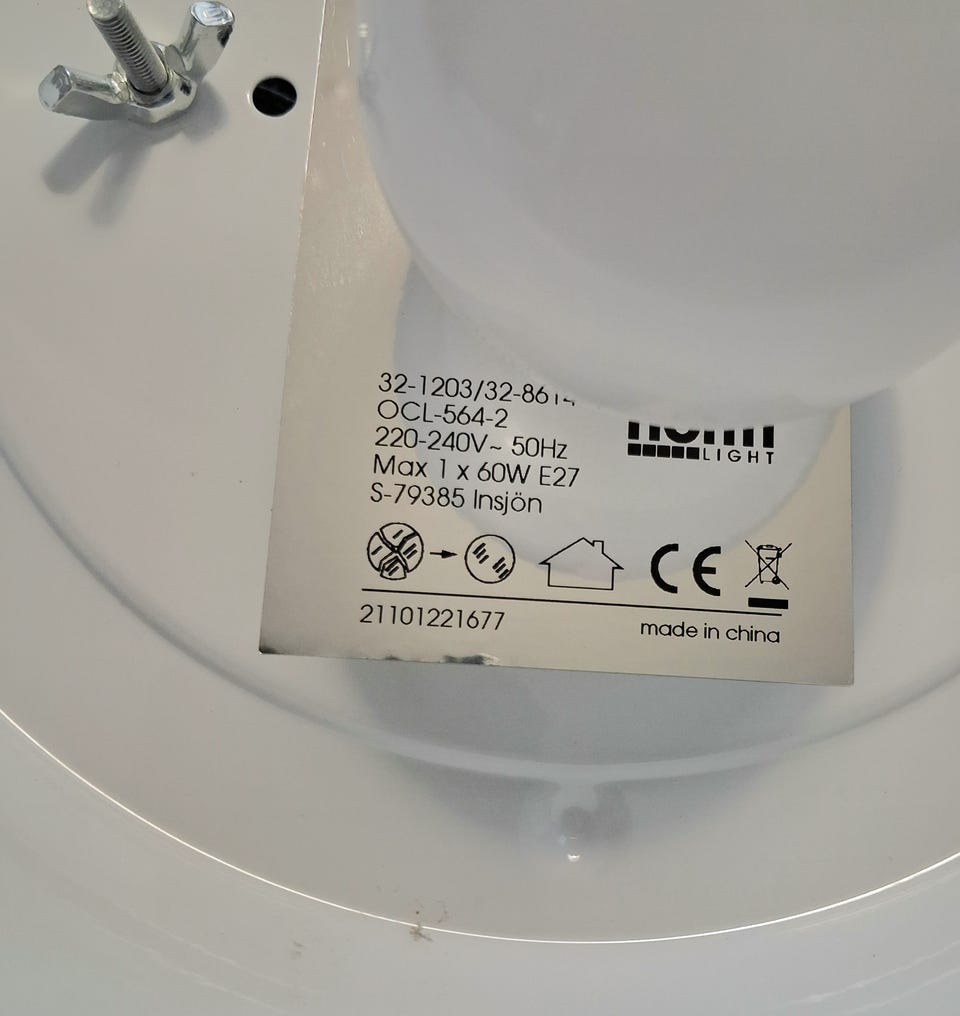 32-1203/32-8614
OCL-564-2
220-240V~ 50Hz
Max 1 x 60W E27
S-79385 Insjön
LIGHT
CE
21101221677
made in china